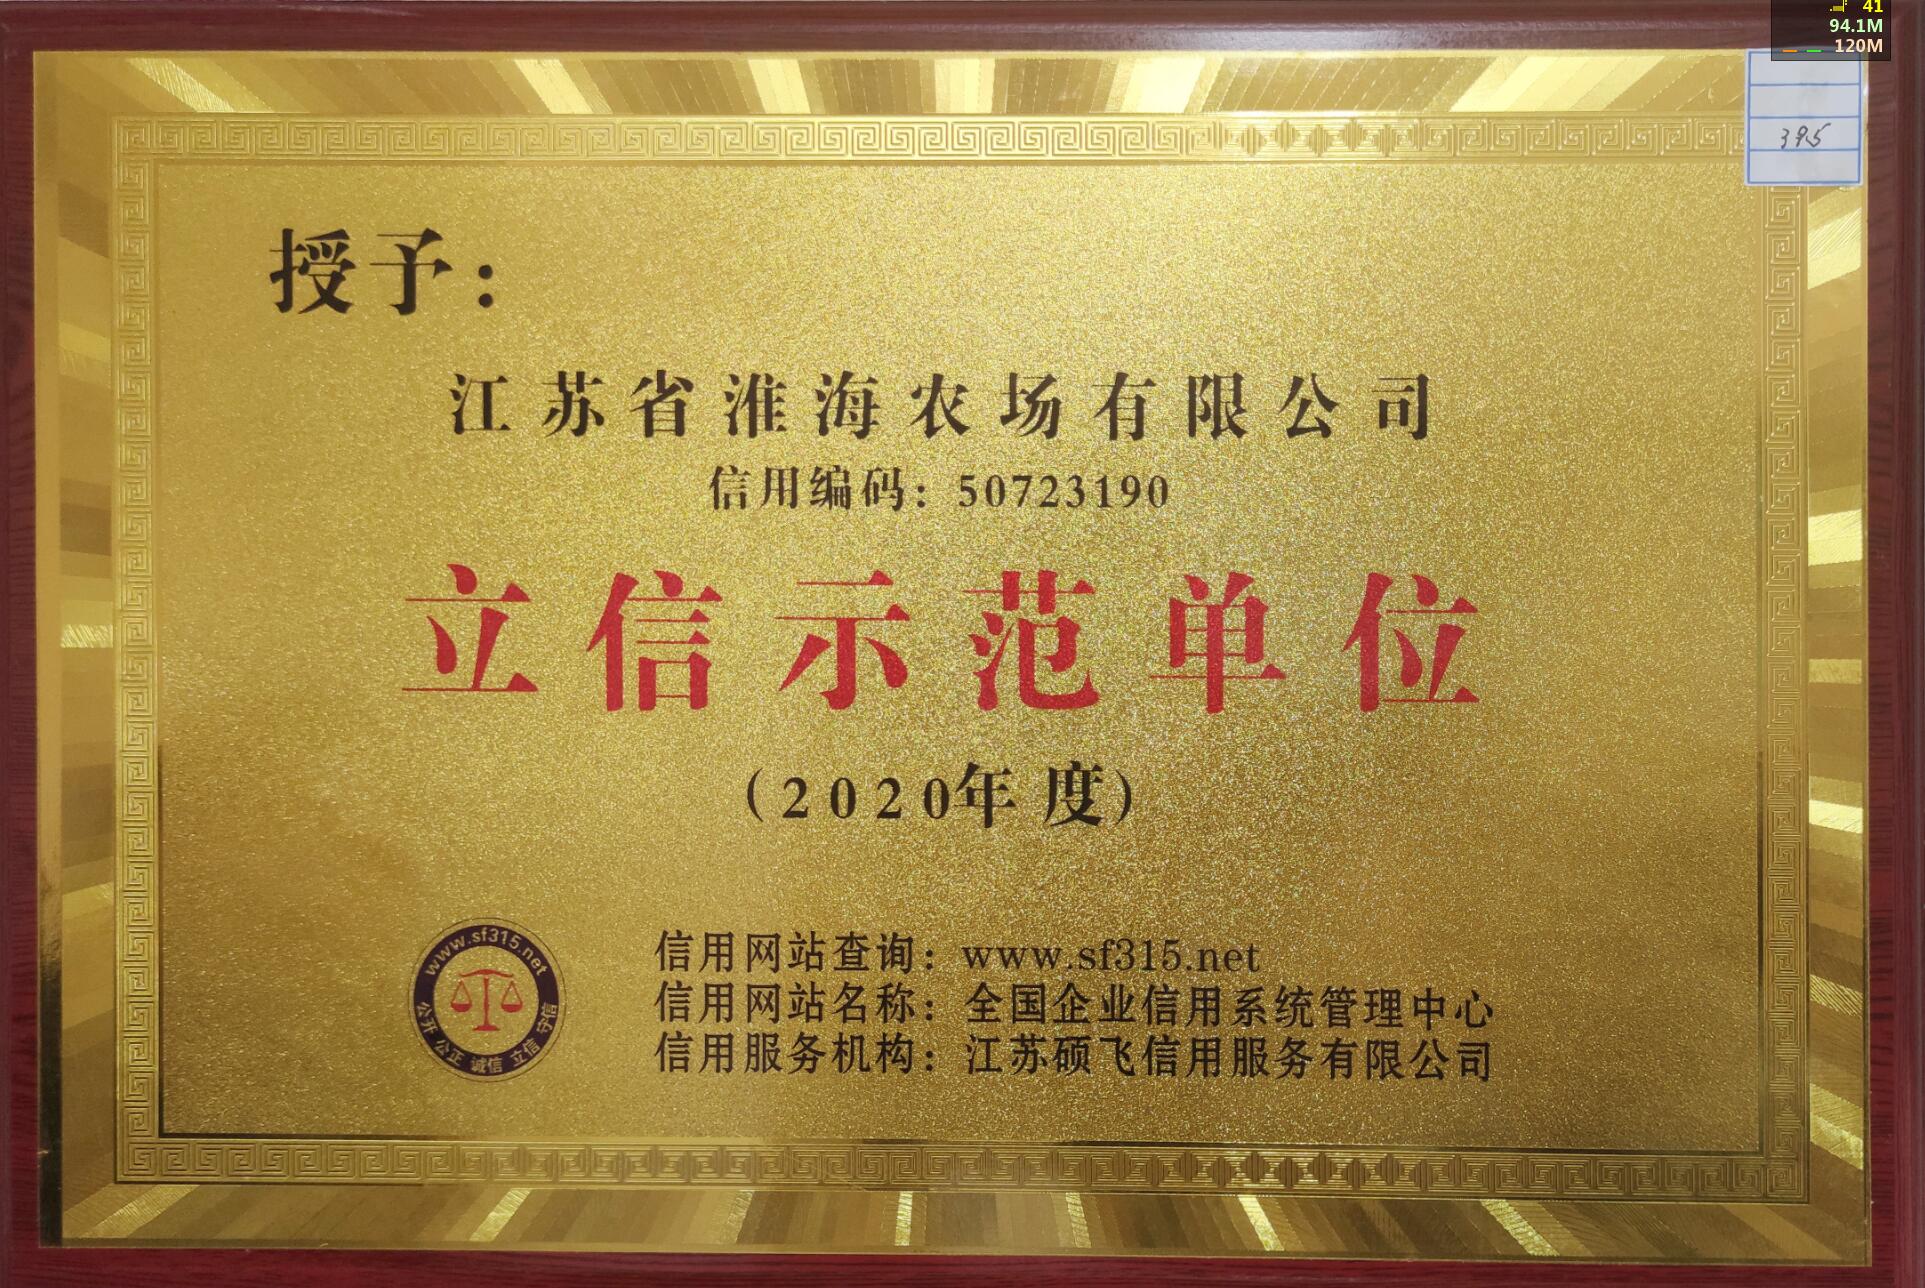 41
94.1M
120M
395
授予：
江苏省淮海农场有限公司
信用编码：50723190
立信示范单位
（2020年度）
www.sf315.net
公开 公正 诚信 立信 守信
信用网站查询：www.sf315.net
信用网站名称：全国企业信用系统管理中心
信用服务机构：江苏硕飞信用服务有限公司